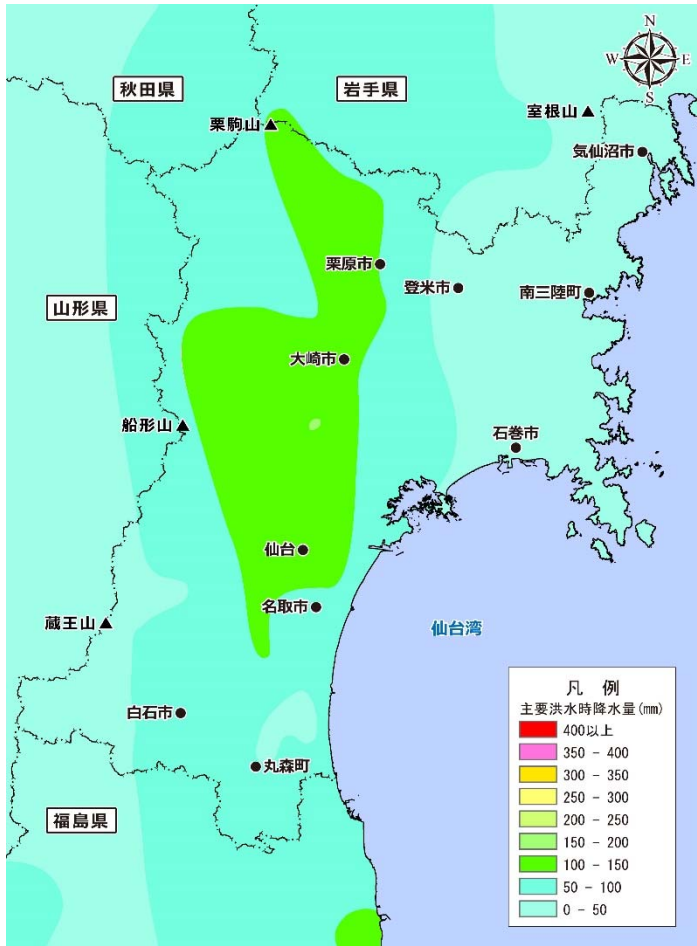 N
W E
S
秋田県
岩手県
栗駒山
室根山
気仙沼市
栗原市
登米市
南三陸町
山形県
大崎市
船形山
石巻市
仙台
名取市
蔵王山
仙台湾
白石市
丸森町
福島県
凡 例
主要洪水時降水量(mm)
400以上
350 - 400
300 - 350
250 - 300
200 - 250
150 - 200
100 - 150
50 - 100
0 - 50